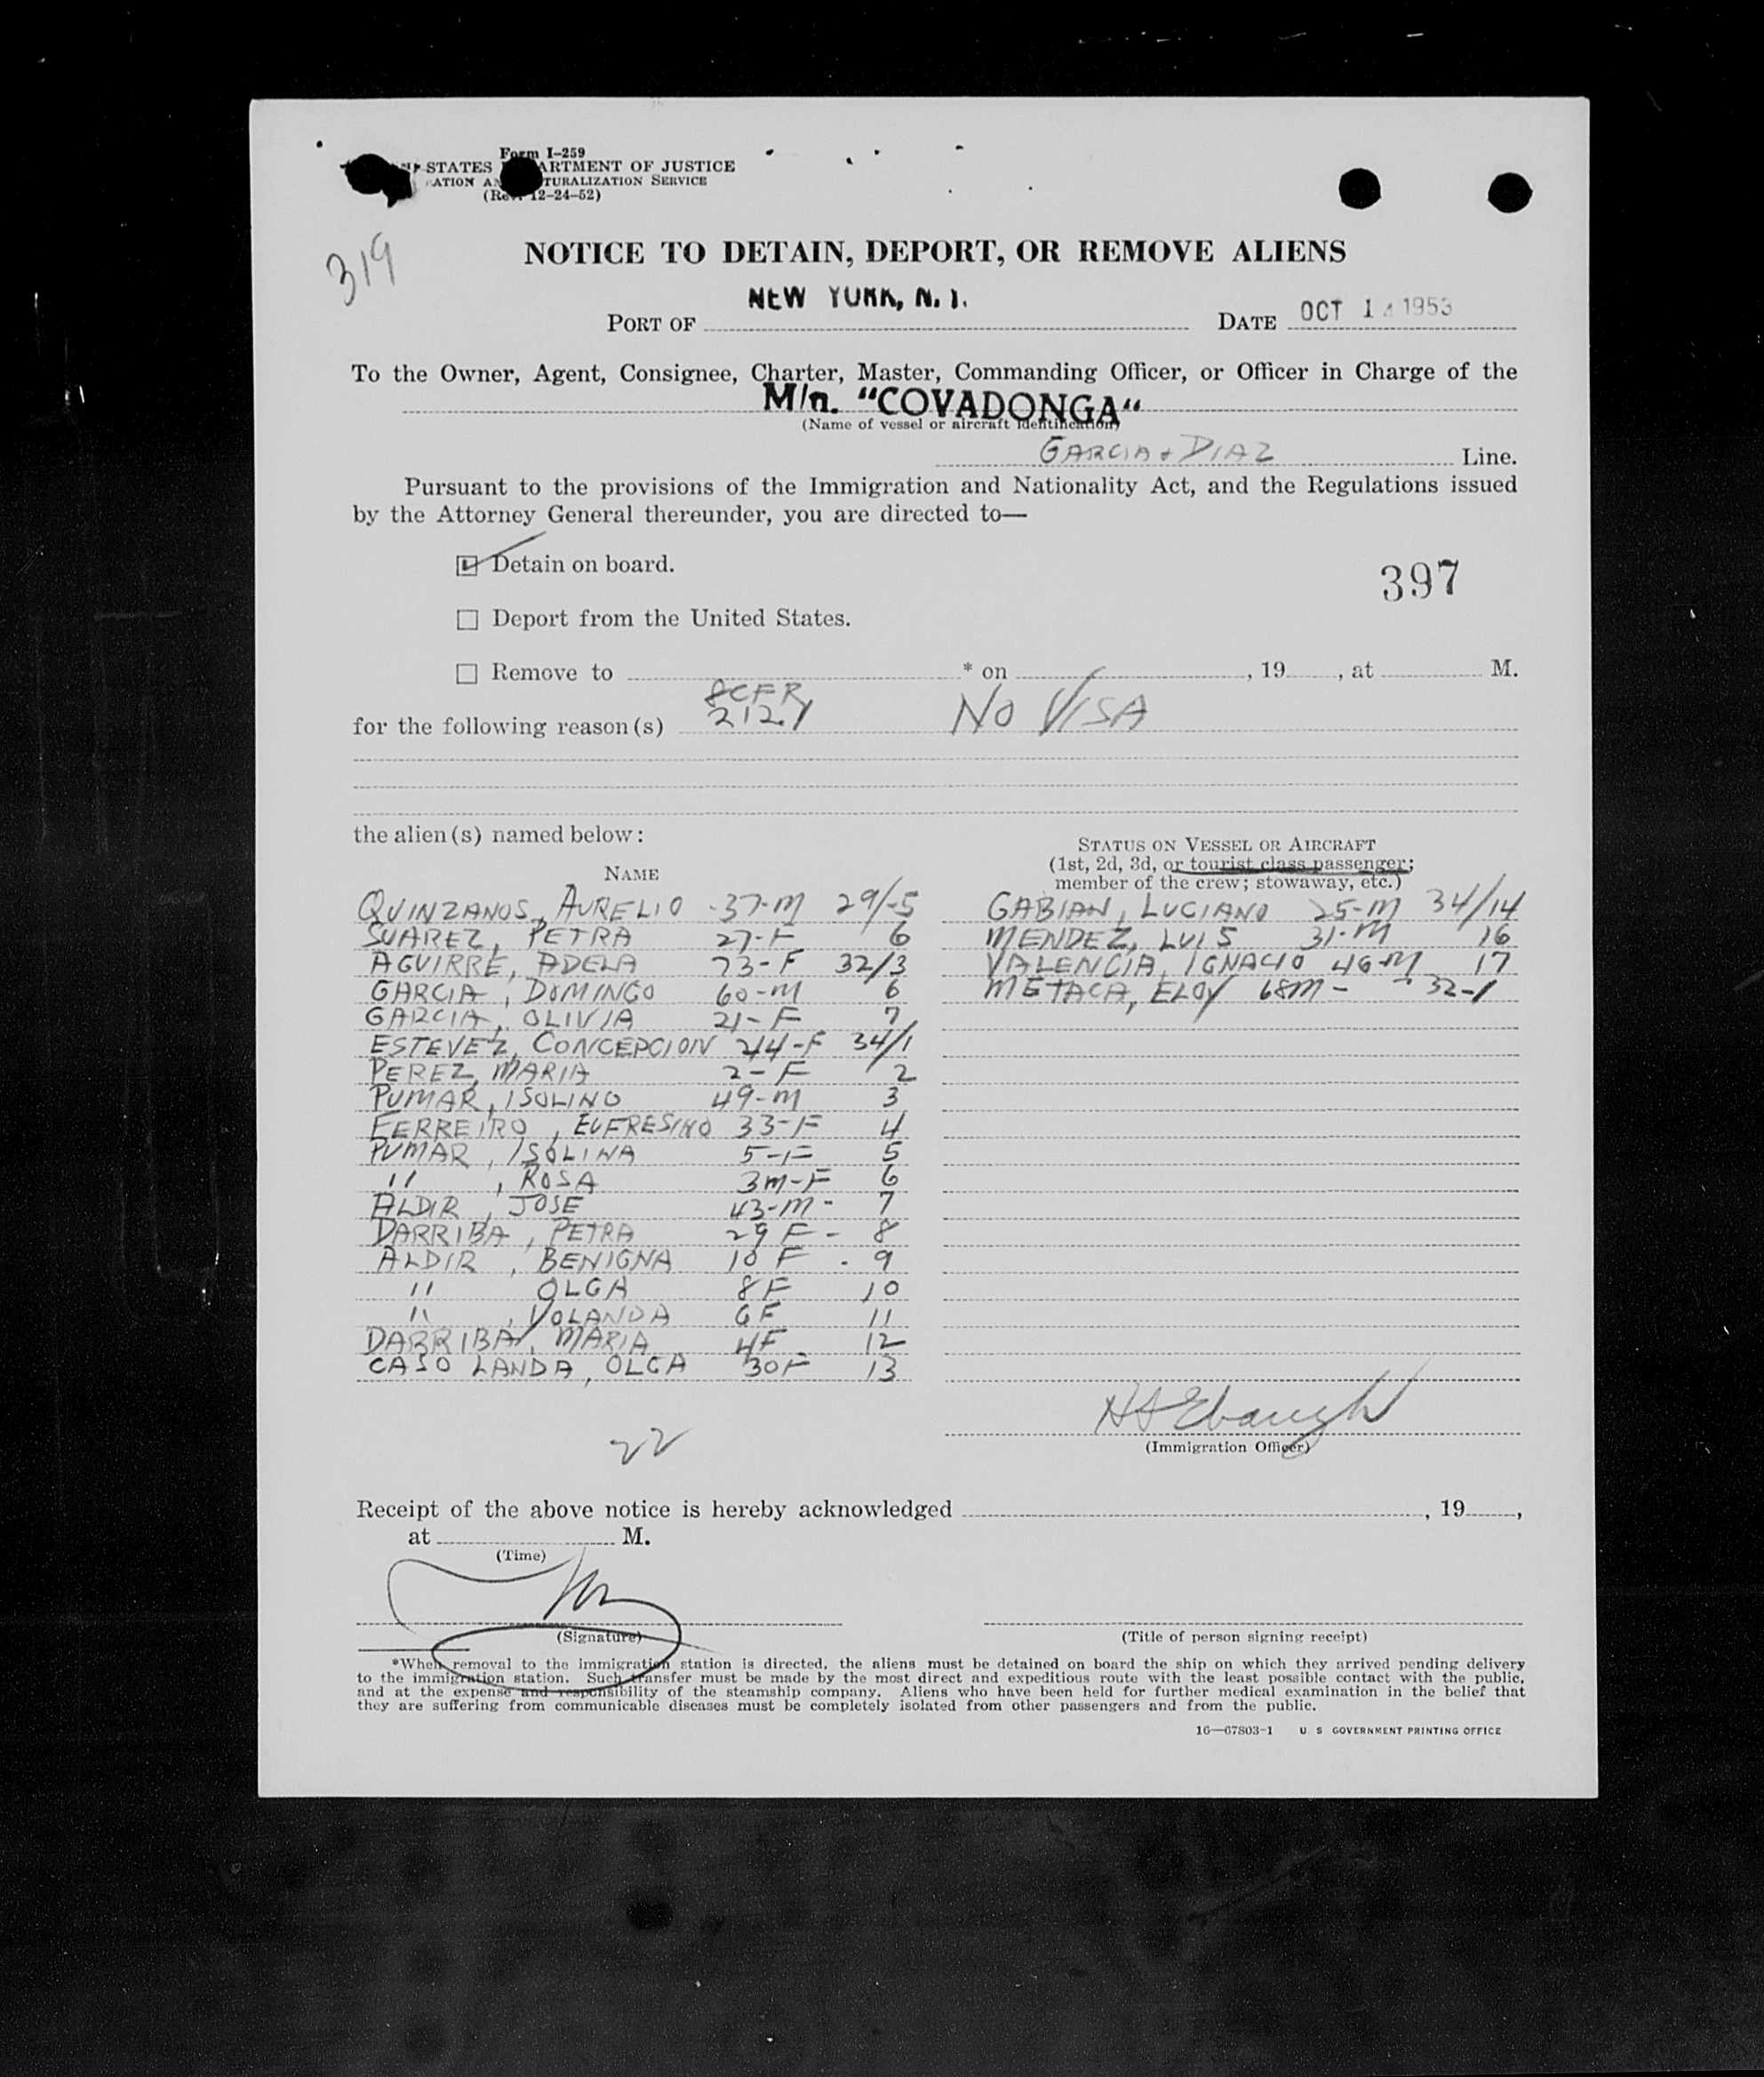 Form I-259
STATES DEPARTMENT OF JUSTICE
NATURALIZATION SERVICE
(Rev. 12-24-52)
319
NOTICE TO DETAIN, DEPORT, OR REMOVE ALIENS
PORT OF NEW YORK, N. Y. DATE OCT 1 1953
To the Owner, Agent, Consignee, Charter, Master, Commanding Officer, or Officer in Charge of the
M/n. "COVADONGA"
(Name of vessel or aircraft identification)
GARCIA + DIAZ Line.
Pursuant to the provisions of the Immigration and Nationality Act, and the Regulations issued
by the Attorney General thereunder, you are directed to—
Detain on board.
397
Deport from the United States.
Remove to * on , 19 , at M.
8CFR
for the following reason(s) 212.1 NO VISA
the alien(s) named below:
NAME
QUINZANOS, AURELIO 37-M 29/-5
SUAREZ, PETRA 27-F 6
AGUIRRE, ADELA 73-F 32/3
GARCIA, DOMINGO 60-M 6
GARCIA, OLIVIA 21-F 7
ESTEVEZ, CONCEPCION 44-F 34/1
PEREZ, MARIA 2-F 2
PUMAR, ISOLINO 49-M 3
FERREIRO, EUFRESINO 33-F 4
PUMAR, ISOLINA 5-F 5
" , ROSA 3m-F 6
ALDIR, JOSE 43-M- 7
DARRIBA, PETRA 29 F- 8
ALDIR, BENIGNA 10 F - 9
" OLGA 8F 10
" , YOLANDA 6F 11
DARRIBA, MARIA 4F 12
CASO LANDA, OLGA 30F 13
STATUS ON VESSEL OR AIRCRAFT
(1st, 2d, 3d, or tourist class passenger;
member of the crew; stowaway, etc.)
GABIAN, LUCIANO 25-M 34/14
MENDEZ, LUIS 31-M 16
VALENCIA, IGNACIO 46-M 17
METACA, ELOY 68M- 32-1
H Ebaugh
(Immigration Officer)
22
Receipt of the above notice is hereby acknowledged , 19 ,
at M.
(Time)
(Signature)
(Title of person signing receipt)
*When removal to the immigration station is directed, the aliens must be detained on board the ship on which they arrived pending delivery
to the immigration station. Such transfer must be made by the most direct and expeditious route with the least possible contact with the public,
and at the expense and responsibility of the steamship company. Aliens who have been held for further medical examination in the belief that
they are suffering from communicable diseases must be completely isolated from other passengers and from the public.
16—67803-1 U. S. GOVERNMENT PRINTING OFFICE